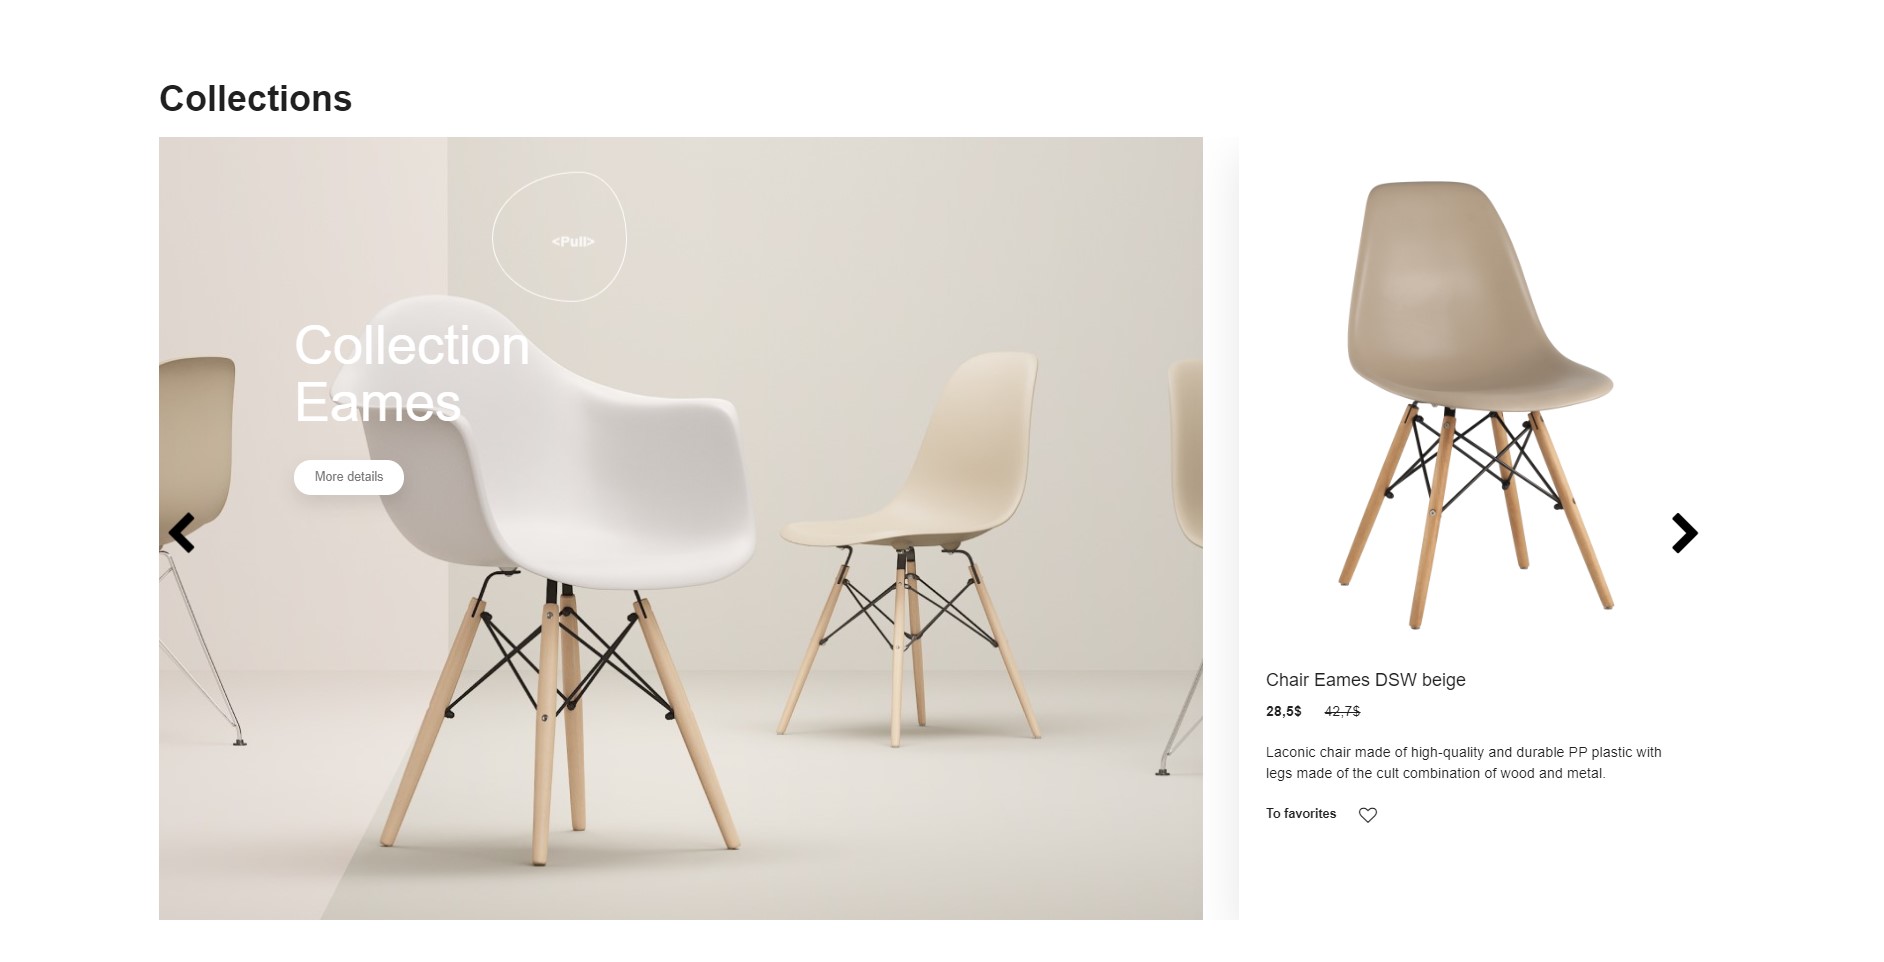 Collections
<Pull>
Collection
Eames
More details
Chair Eames DSW beige
28,5$ 42,7$
Laconic chair made of high-quality and durable PP plastic with
legs made of the cult combination of wood and metal.
To favorites